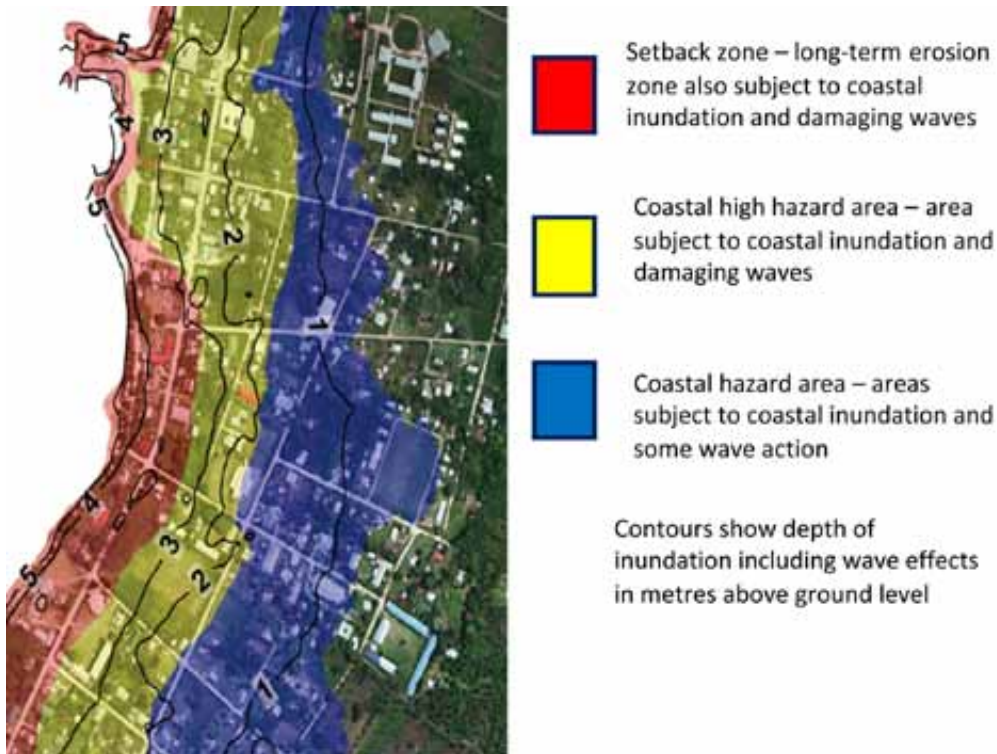 5
4
3
5
2
1
4
3
2
5
1
Setback zone – long-term erosion
zone also subject to coastal
inundation and damaging waves
Coastal high hazard area – area
subject to coastal inundation and
damaging waves
Coastal hazard area – areas
subject to coastal inundation and
some wave action
Contours show depth of
inundation including wave effects
in metres above ground level